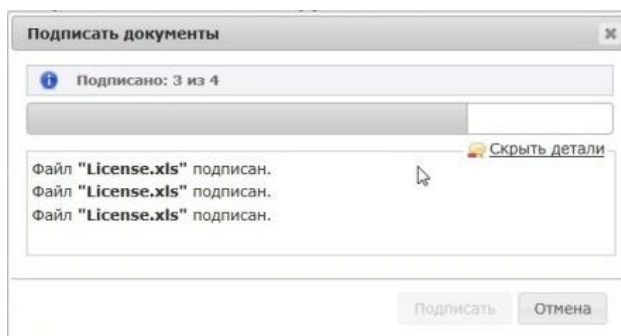 Подписать документы
Подписано: 3 из 4
Скрыть детали
Файл "License.xls" подписан.
Файл "License.xls" подписан.
Файл "License.xls" подписан.
Подписать
Отмена